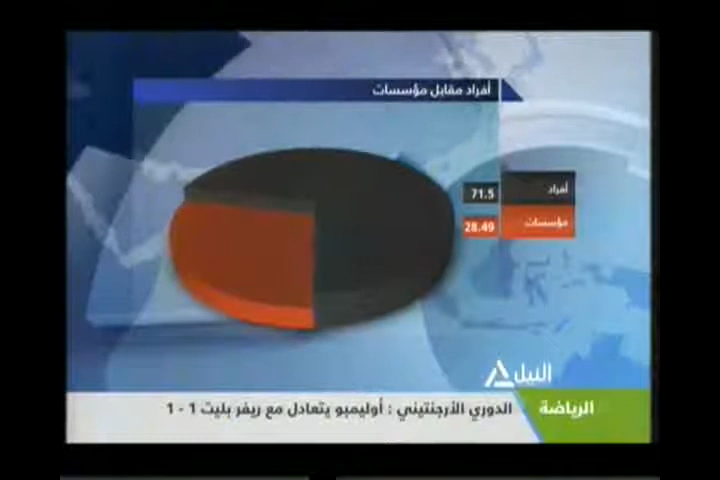 أفراد مقابل مؤسسات
أفراد 71.5
مؤسسات 28.49
النيل
الرياضة الدوري الأرجنتيني : أوليمبو يتعادل مع ريفر بليت 1 - 1